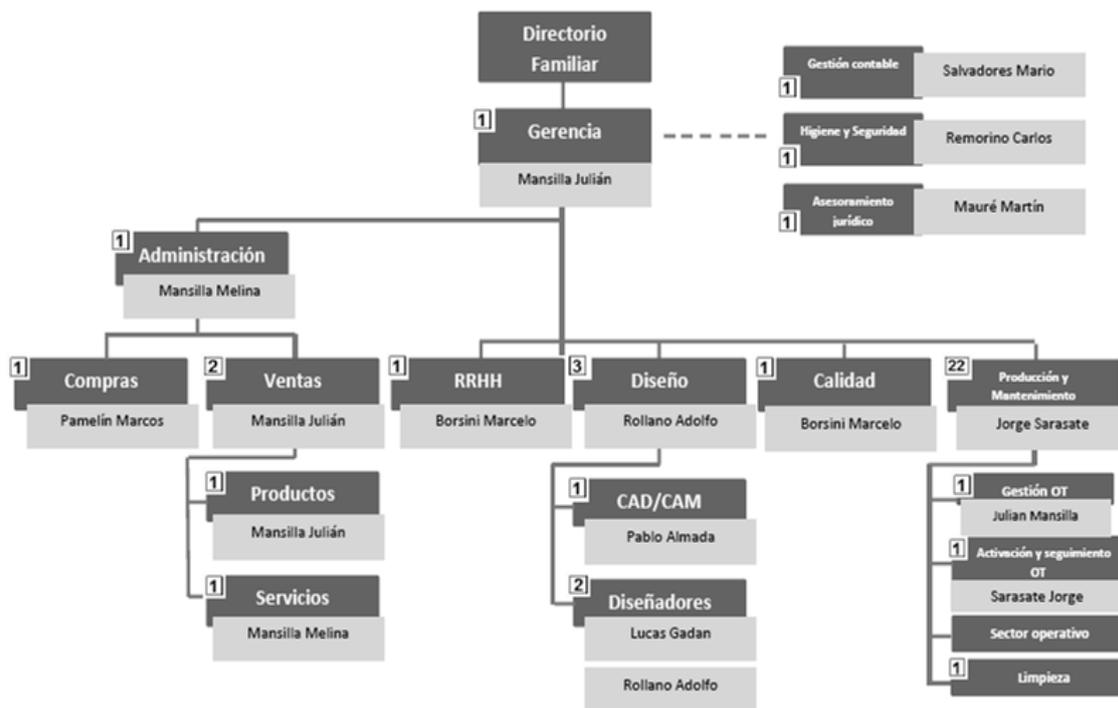 Directorio
Familiar
1
Gerencia
Mansilla Julián
Gestión contable
1
Salvadores Mario
Higiene y Seguridad
1
Remorino Carlos
Asesoramiento
jurídico
1
Mauré Martín
1
Administración
Mansilla Melina
1
Compras
Pamelín Marcos
2
Ventas
Mansilla Julián
1
Productos
Mansilla Julián
1
Servicios
Mansilla Melina
1
RRHH
Borsini Marcelo
3
Diseño
Rollano Adolfo
1
CAD/CAM
Pablo Almada
2
Diseñadores
Lucas Gadan
Rollano Adolfo
1
Calidad
Borsini Marcelo
22
Producción y
Mantenimiento
Jorge Sarasate
1
Gestión OT
Julian Mansilla
1
Activación y seguimiento
OT
Sarasate Jorge
Sector operativo
1
Limpieza